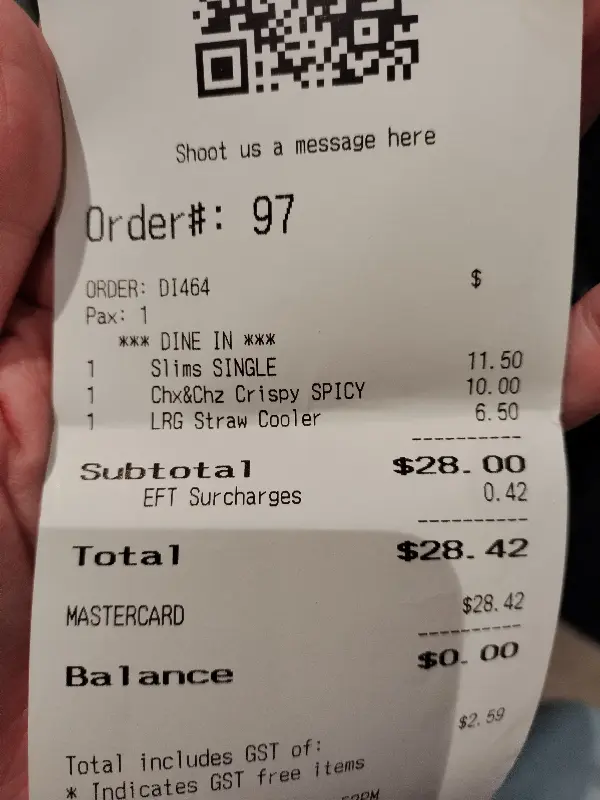 Shoot us a message here
Order#: 97
$
ORDER: DI464
Pax: 1
*** DINE IN ***
1 Slims SINGLE 11.50
1 Chx&Chz Crispy SPICY 10.00
1 LRG Straw Cooler 6.50
----------
Subtotal $28.00
EFT Surcharges 0.42
----------
Total $28.42
MASTERCARD $28.42
----------
Balance $0.00
Total includes GST of: $2.59
* Indicates GST free items